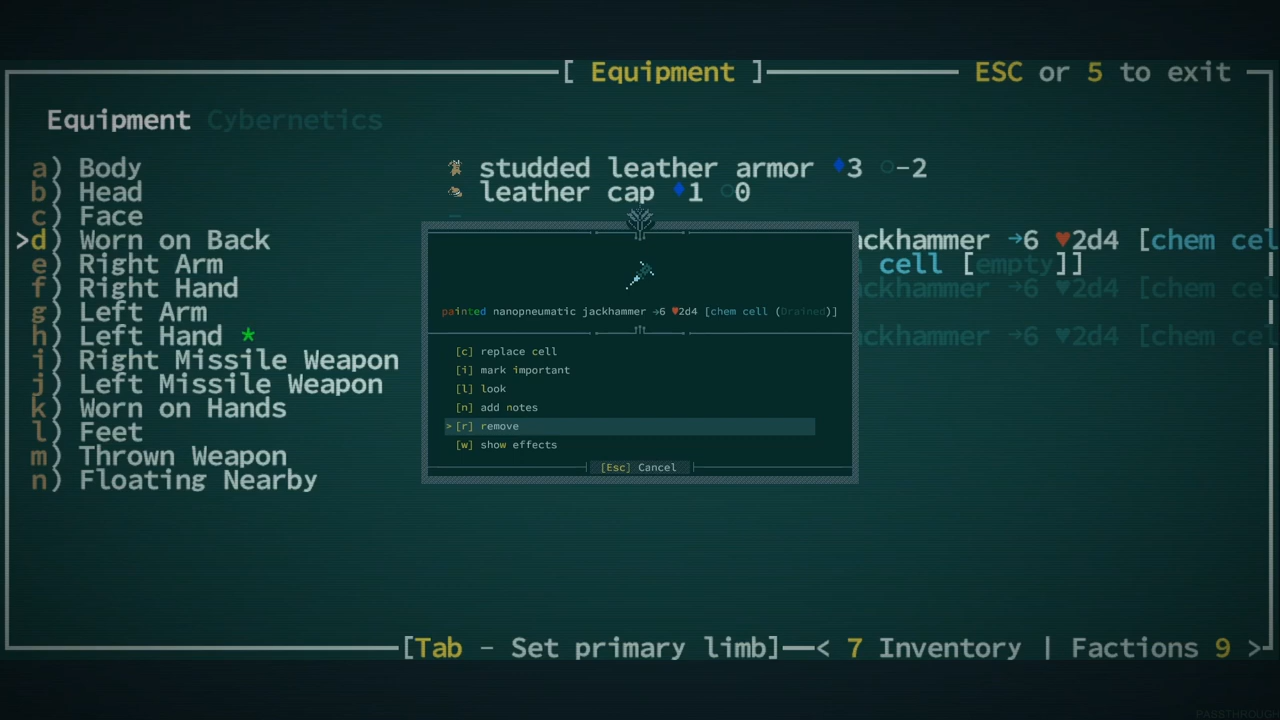 [ Equipment ] ESC or 5 to exit
Equipment Cybernetics
a) Body studded leather armor ♦3 ○-2
b) Head leather cap ♦1 ○0
c) Face
>d) Worn on Back ackhammer →6 ♥2d4 [chem cel
e) Right Arm cell [empty]]
f) Right Hand ackhammer →6 ♥2d4 [chem cel
g) Left Arm
h) Left Hand * ackhammer →6 ♥2d4 [chem cel
i) Right Missile Weapon
j) Left Missile Weapon
k) Worn on Hands
l) Feet
m) Thrown Weapon
n) Floating Nearby
painted nanopneumatic jackhammer →6 ♥2d4 [chem cell (Drained)]
[c] replace cell
[i] mark important
[l] look
[n] add notes
>[r] remove
[w] show effects
[Esc] Cancel
[Tab - Set primary limb] < 7 Inventory | Factions 9 >